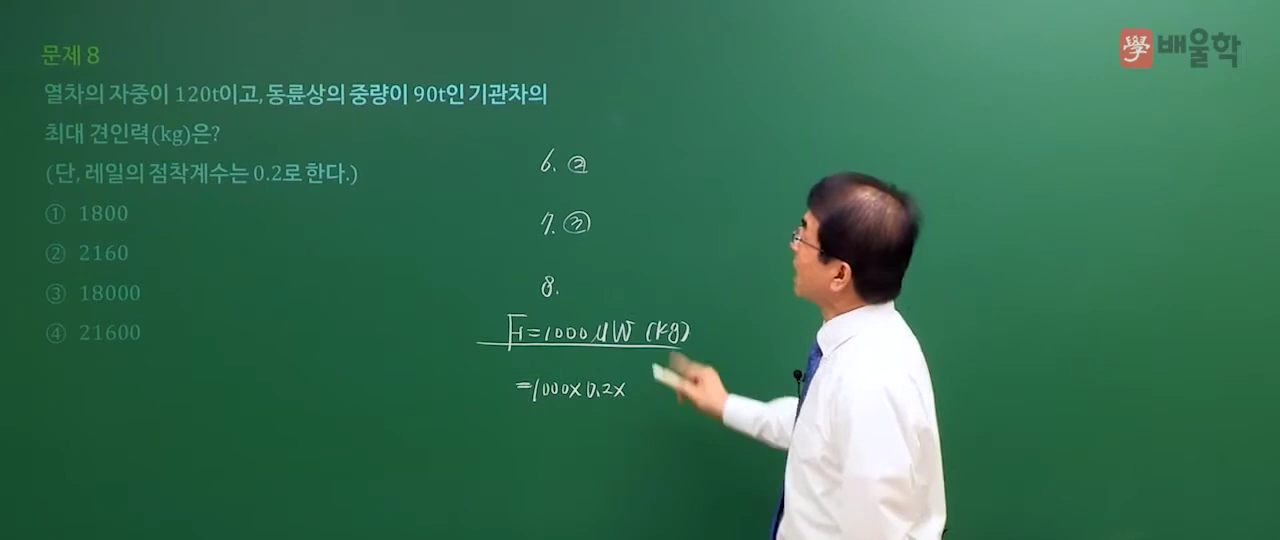 문제 8
열차의 자중이 120t이고, 동륜상의 중량이 90t인 기관차의
최대 견인력(kg)은?
(단, 레일의 점착계수는 0.2로 한다.)
① 1800
② 2160
③ 18000
④ 21600
學 배울학
6. ②
7. ③
8.
F=1000μW (kg)
=1000×0.2×